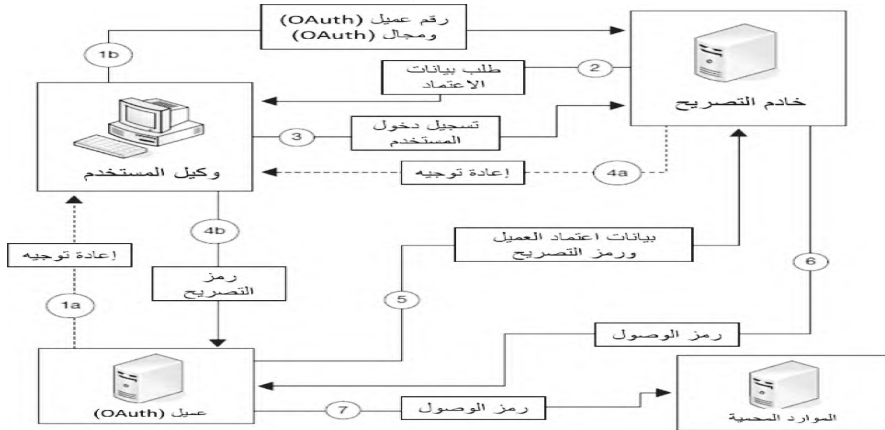 رقم عميل (OAuth)
ومجال (OAuth)
1b
طلب بيانات
الاعتماد
2
خادم التصريح
تسجيل دخول
المستخدم
3
وكيل المستخدم
إعادة توجيه
4a
4b
إعادة توجيه
بيانات اعتماد العميل
ورمز التصريح
رمز
التصريح
6
5
1a
رمز الوصول
عميل (OAuth)
7
رمز الوصول
الموارد المحمية